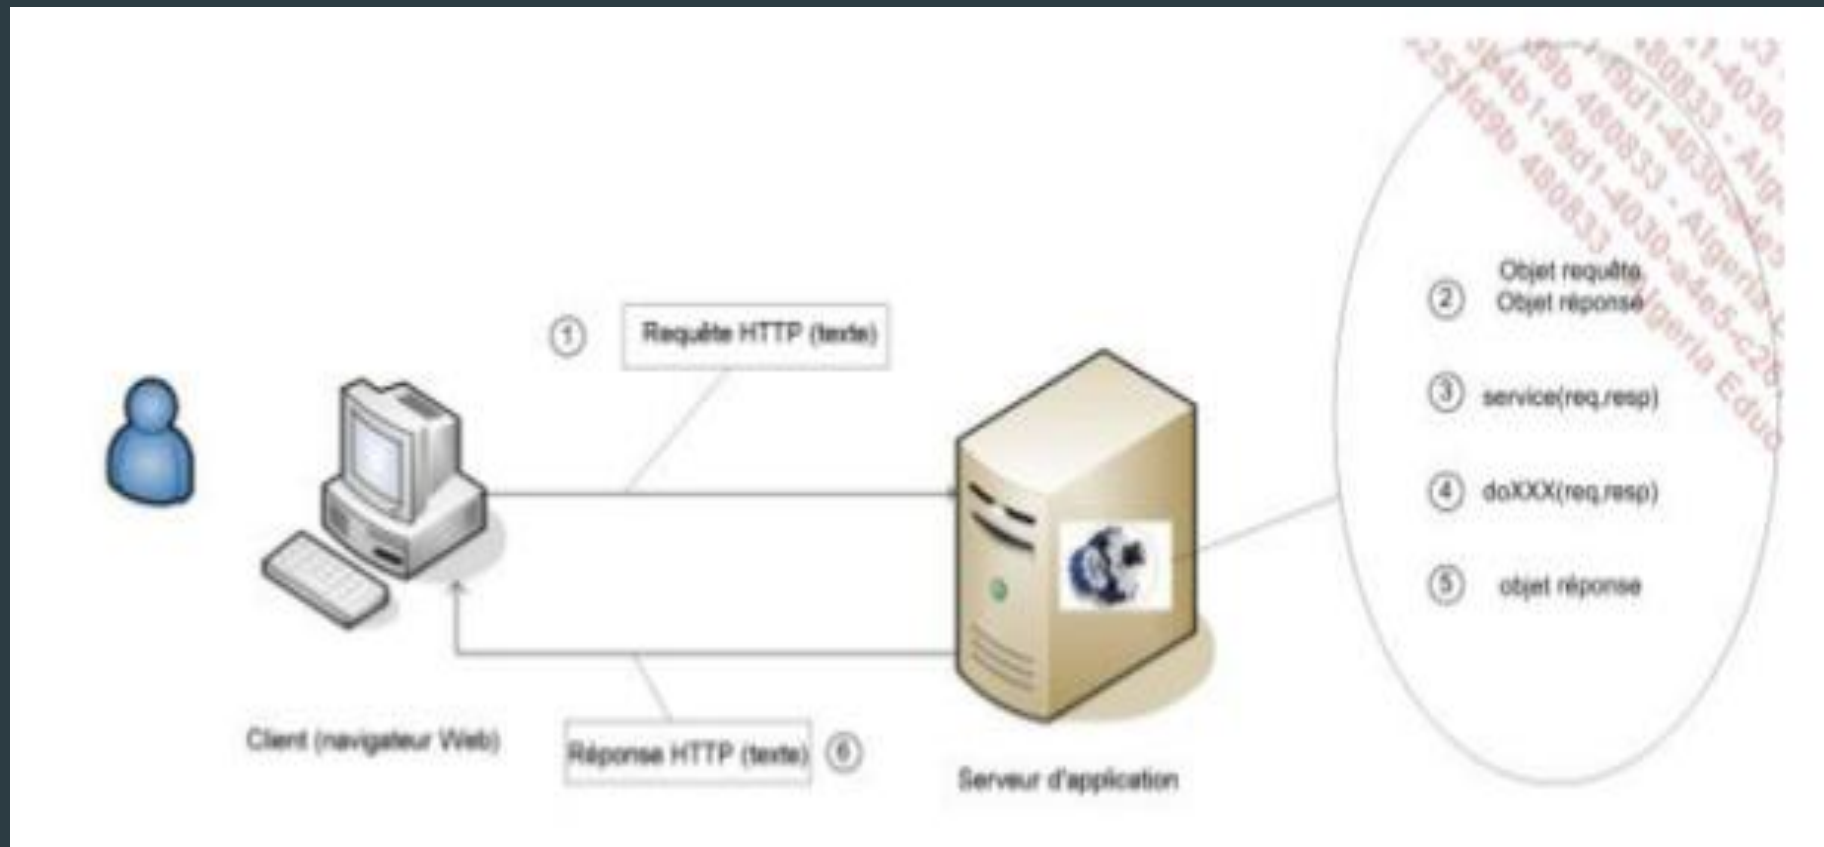 1
Requête HTTP (texte)
Objet requête
2
Objet réponse
3
service(req,resp)
4
doXXX(req,resp)
5
objet réponse
Client (navigateur Web)
Réponse HTTP (texte)
6
Serveur d'application